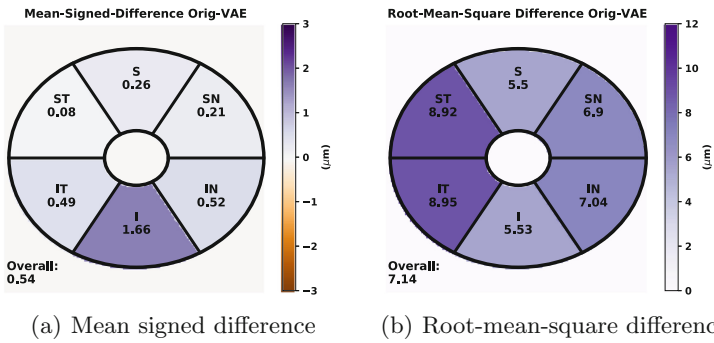 Mean-Signed-Difference Orig-VAE
S
0.26
ST
0.08
SN
0.21
IT
0.49
IN
0.52
I
1.66
Overall:
0.54
3
2
1
0
−1
−2
−3
(μm)
(a) Mean signed difference
Root-Mean-Square Difference Orig-VAE
S
5.5
ST
8.92
SN
6.9
IT
8.95
IN
7.04
I
5.53
Overall:
7.14
12
10
8
6
4
2
0
(μm)
(b) Root-mean-square differenc